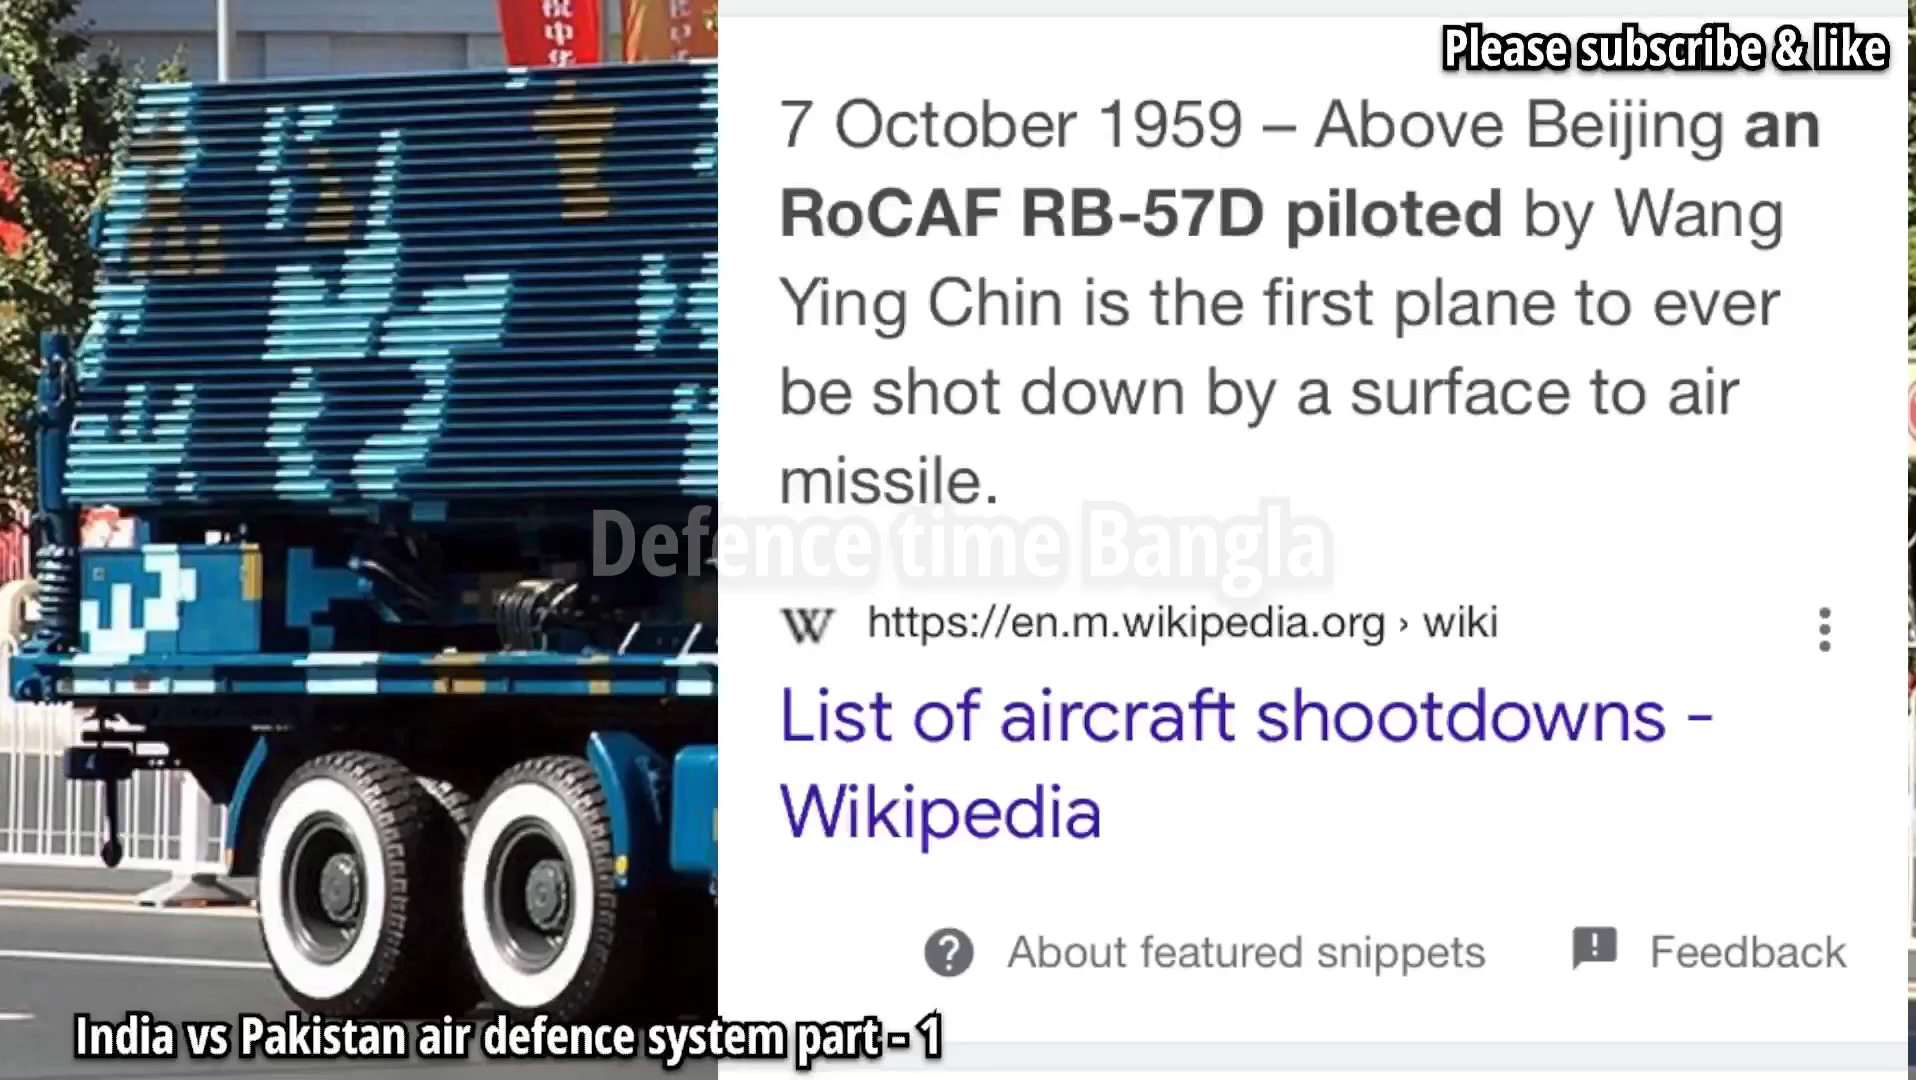 Please subscribe & like
7 October 1959 – Above Beijing an
RoCAF RB-57D piloted by Wang
Ying Chin is the first plane to ever
be shot down by a surface to air
missile.
Defence time Bangla
https://en.m.wikipedia.org › wiki
List of aircraft shootdowns -
Wikipedia
About featured snippets
Feedback
India vs Pakistan air defence system part - 1